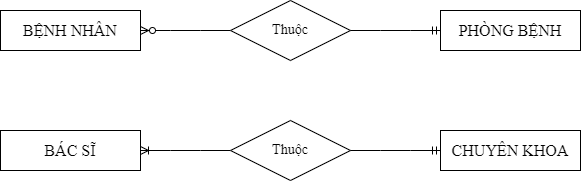 BỆNH NHÂN Thuộc PHÒNG BỆNH
BÁC SĨ Thuộc CHUYÊN KHOA